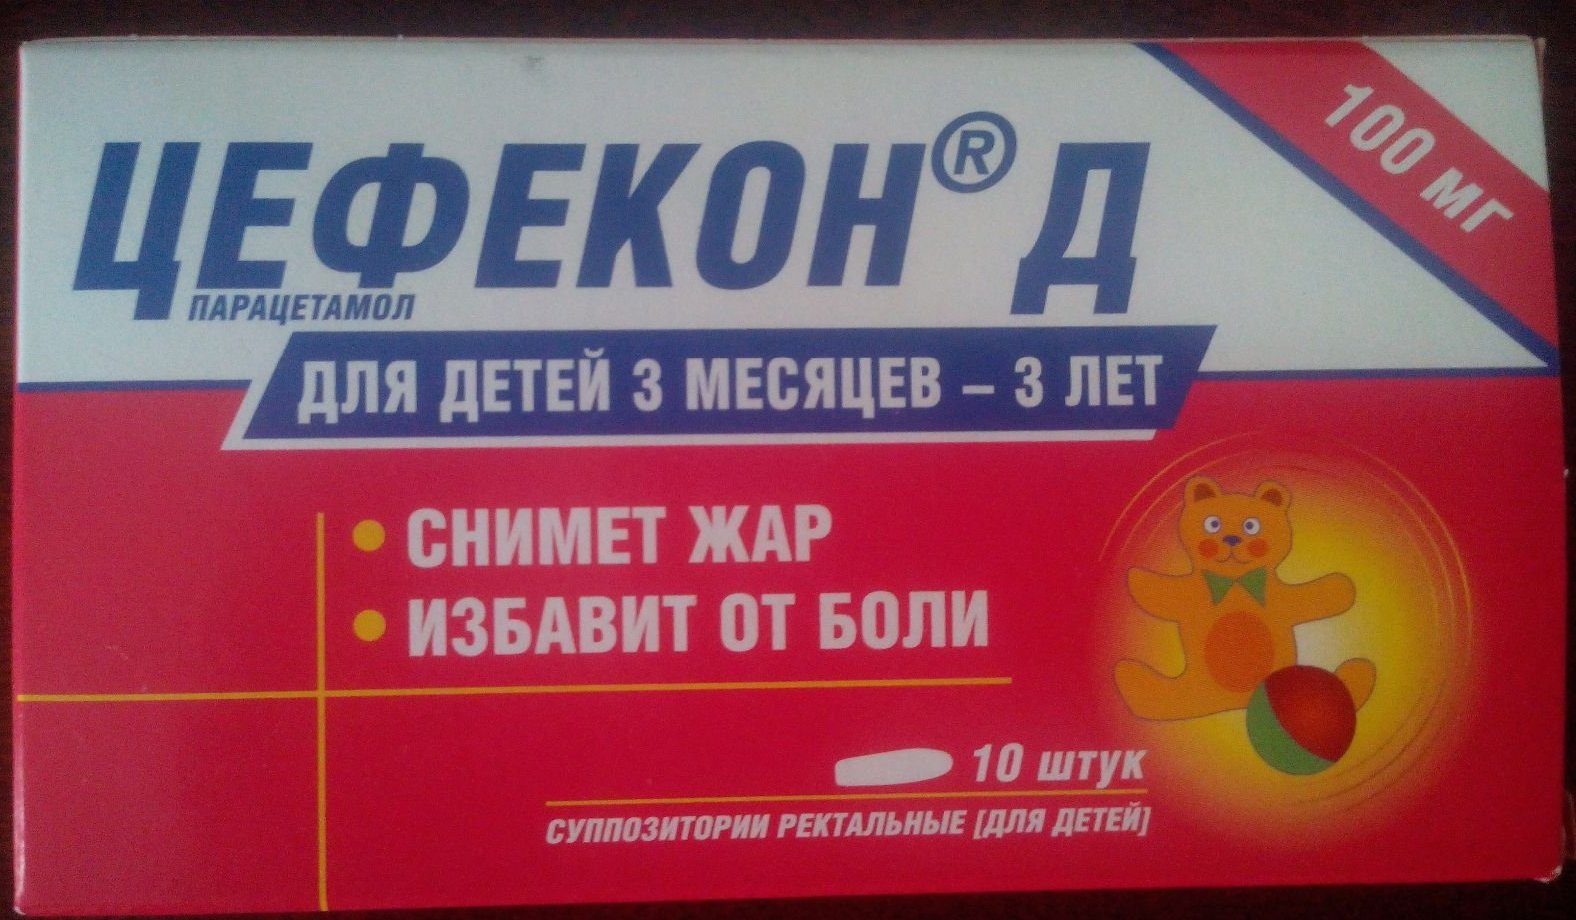 ЦЕФЕКОН® Д
100 МГ
ПАРАЦЕТАМОЛ
ДЛЯ ДЕТЕЙ 3 МЕСЯЦЕВ – 3 ЛЕТ
• СНИМЕТ ЖАР
• ИЗБАВИТ ОТ БОЛИ
10 ШТУК
СУППОЗИТОРИИ РЕКТАЛЬНЫЕ [ДЛЯ ДЕТЕЙ]